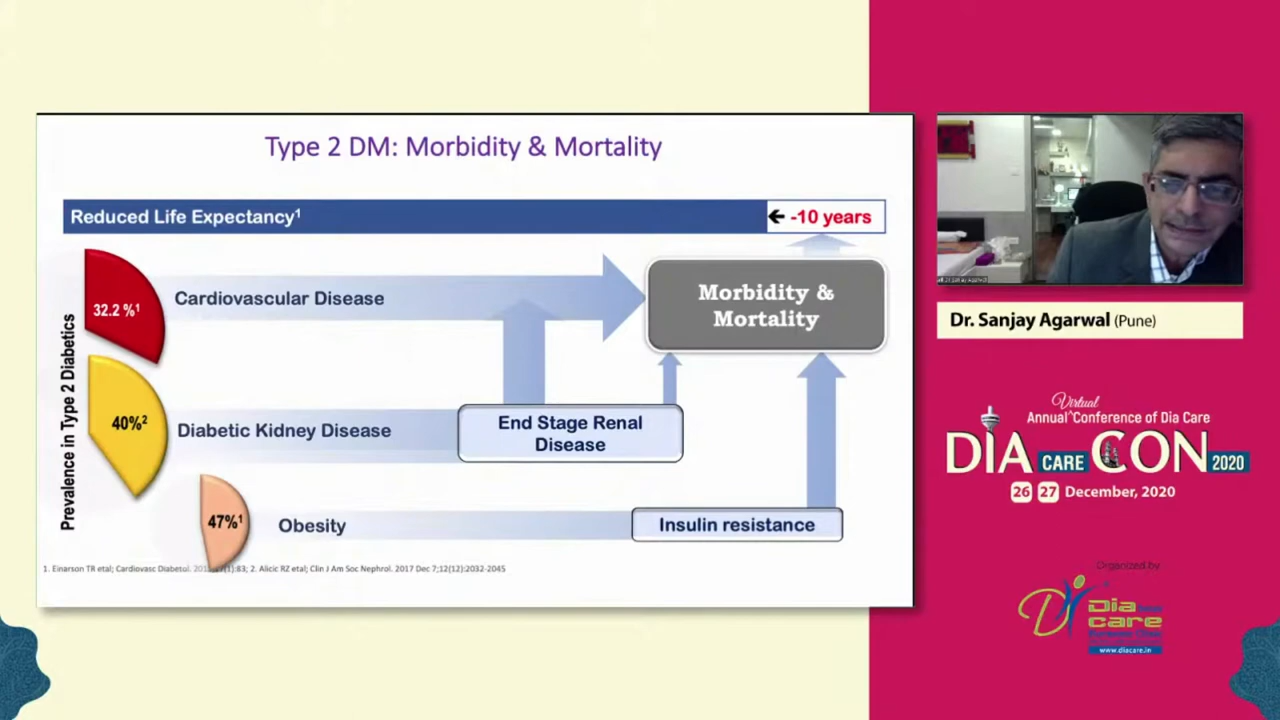 Type 2 DM: Morbidity & Mortality
Reduced Life Expectancy¹
← -10 years
Prevalence in Type 2 Diabetics
32.2 %¹
Cardiovascular Disease
Morbidity &
Mortality
40%²
Diabetic Kidney Disease
End Stage Renal
Disease
47%¹
Obesity
Insulin resistance
1. Einarson TR etal; Cardiovasc Diabetol. :83; 2. Alicic RZ etal; Clin J Am Soc Nephrol. 2017 Dec 7;12(12):2032-2045
Dr. Sanjay Agarwal (Pune)
Virtual
Annual^Conference of Dia Care
DIA CARE CON 2020
26 27 December, 2020
Organized by
Dia
care
www.diacare.in